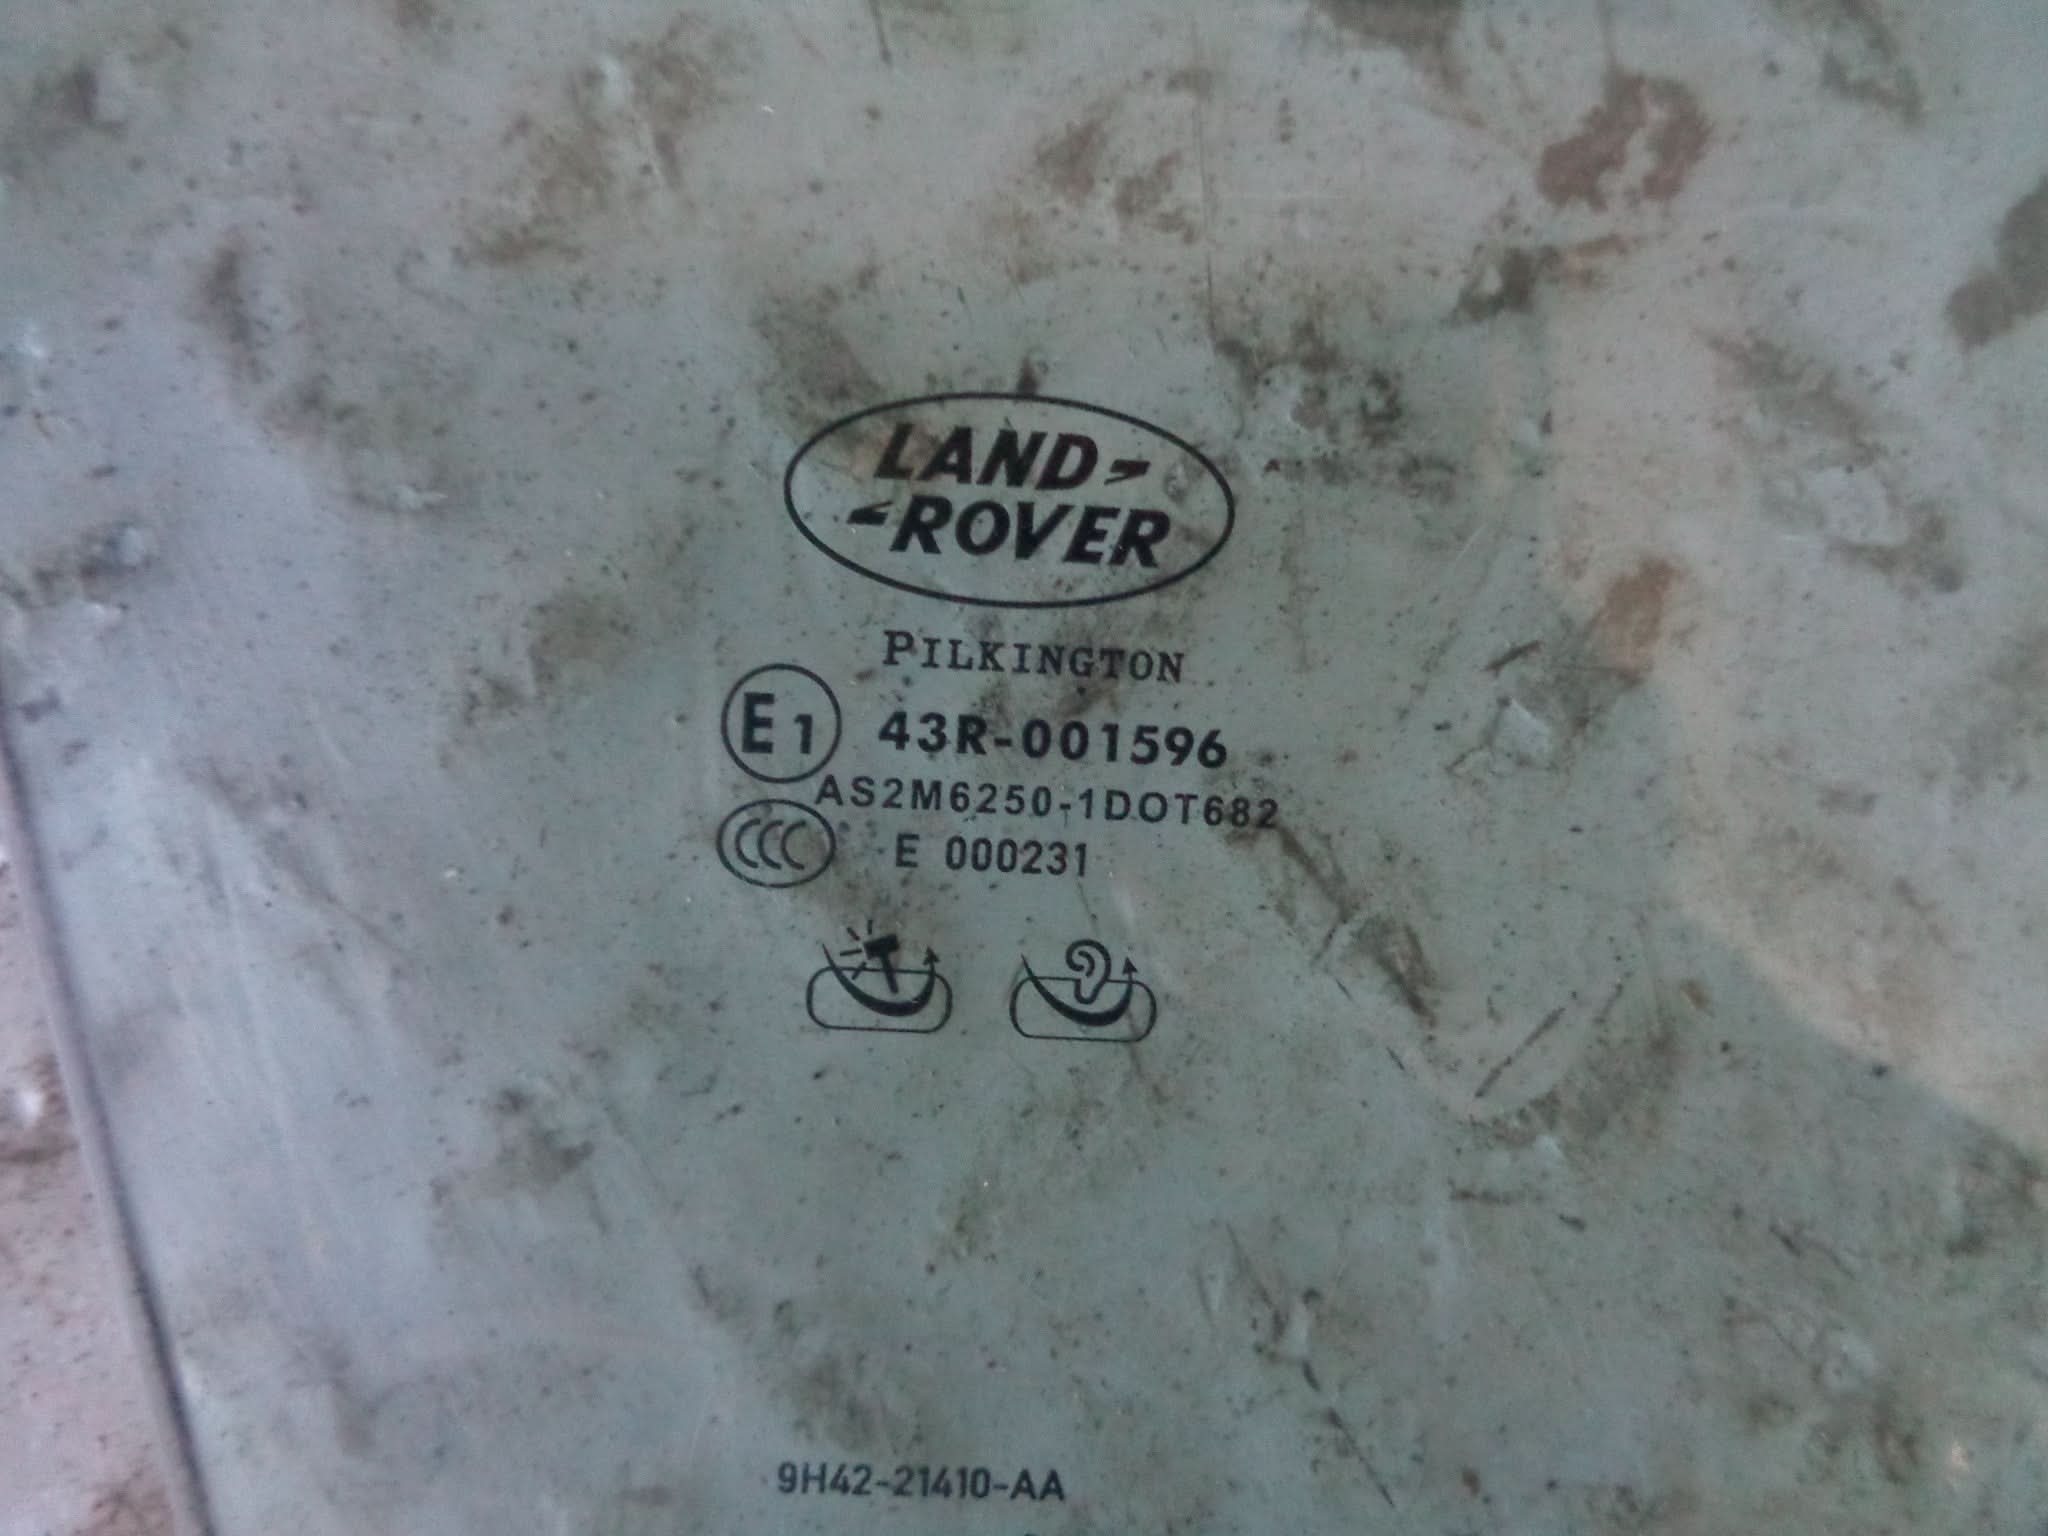 LAND
ROVER
PILKINGTON
E1 43R-001596
AS2M6250-1DOT682
CCC E 000231
9H42-21410-AA